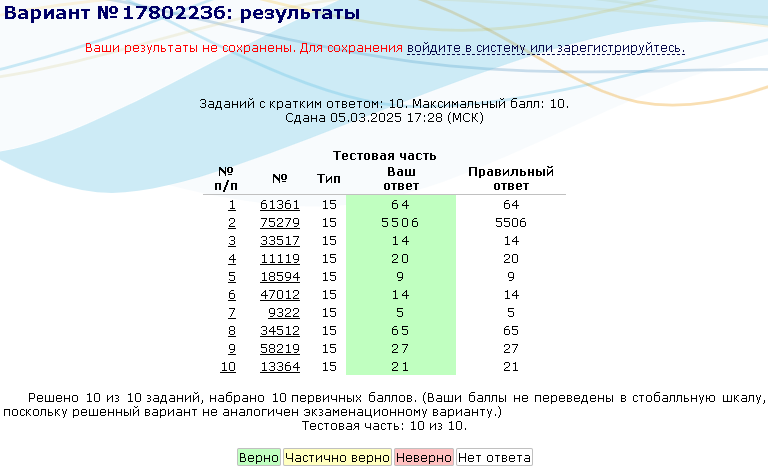 Вариант № 17802236: результаты
Ваши результаты не сохранены. Для сохранения войдите в систему или зарегистрируйтесь.
Заданий с кратким ответом: 10. Максимальный балл: 10.
Сдана 05.03.2025 17:28 (МСК)
Тестовая часть
№ п/п № Тип Ваш ответ Правильный ответ
1 61361 15 64 64
2 75279 15 5506 5506
3 33517 15 14 14
4 11119 15 20 20
5 18594 15 9 9
6 47012 15 14 14
7 9322 15 5 5
8 34512 15 65 65
9 58219 15 27 27
10 13364 15 21 21
Решено 10 из 10 заданий, набрано 10 первичных баллов. (Ваши баллы не переведены в стобалльную шкалу,
поскольку решенный вариант не аналогичен экзаменационному варианту.)
Тестовая часть: 10 из 10.
Верно Частично верно Неверно Нет ответа